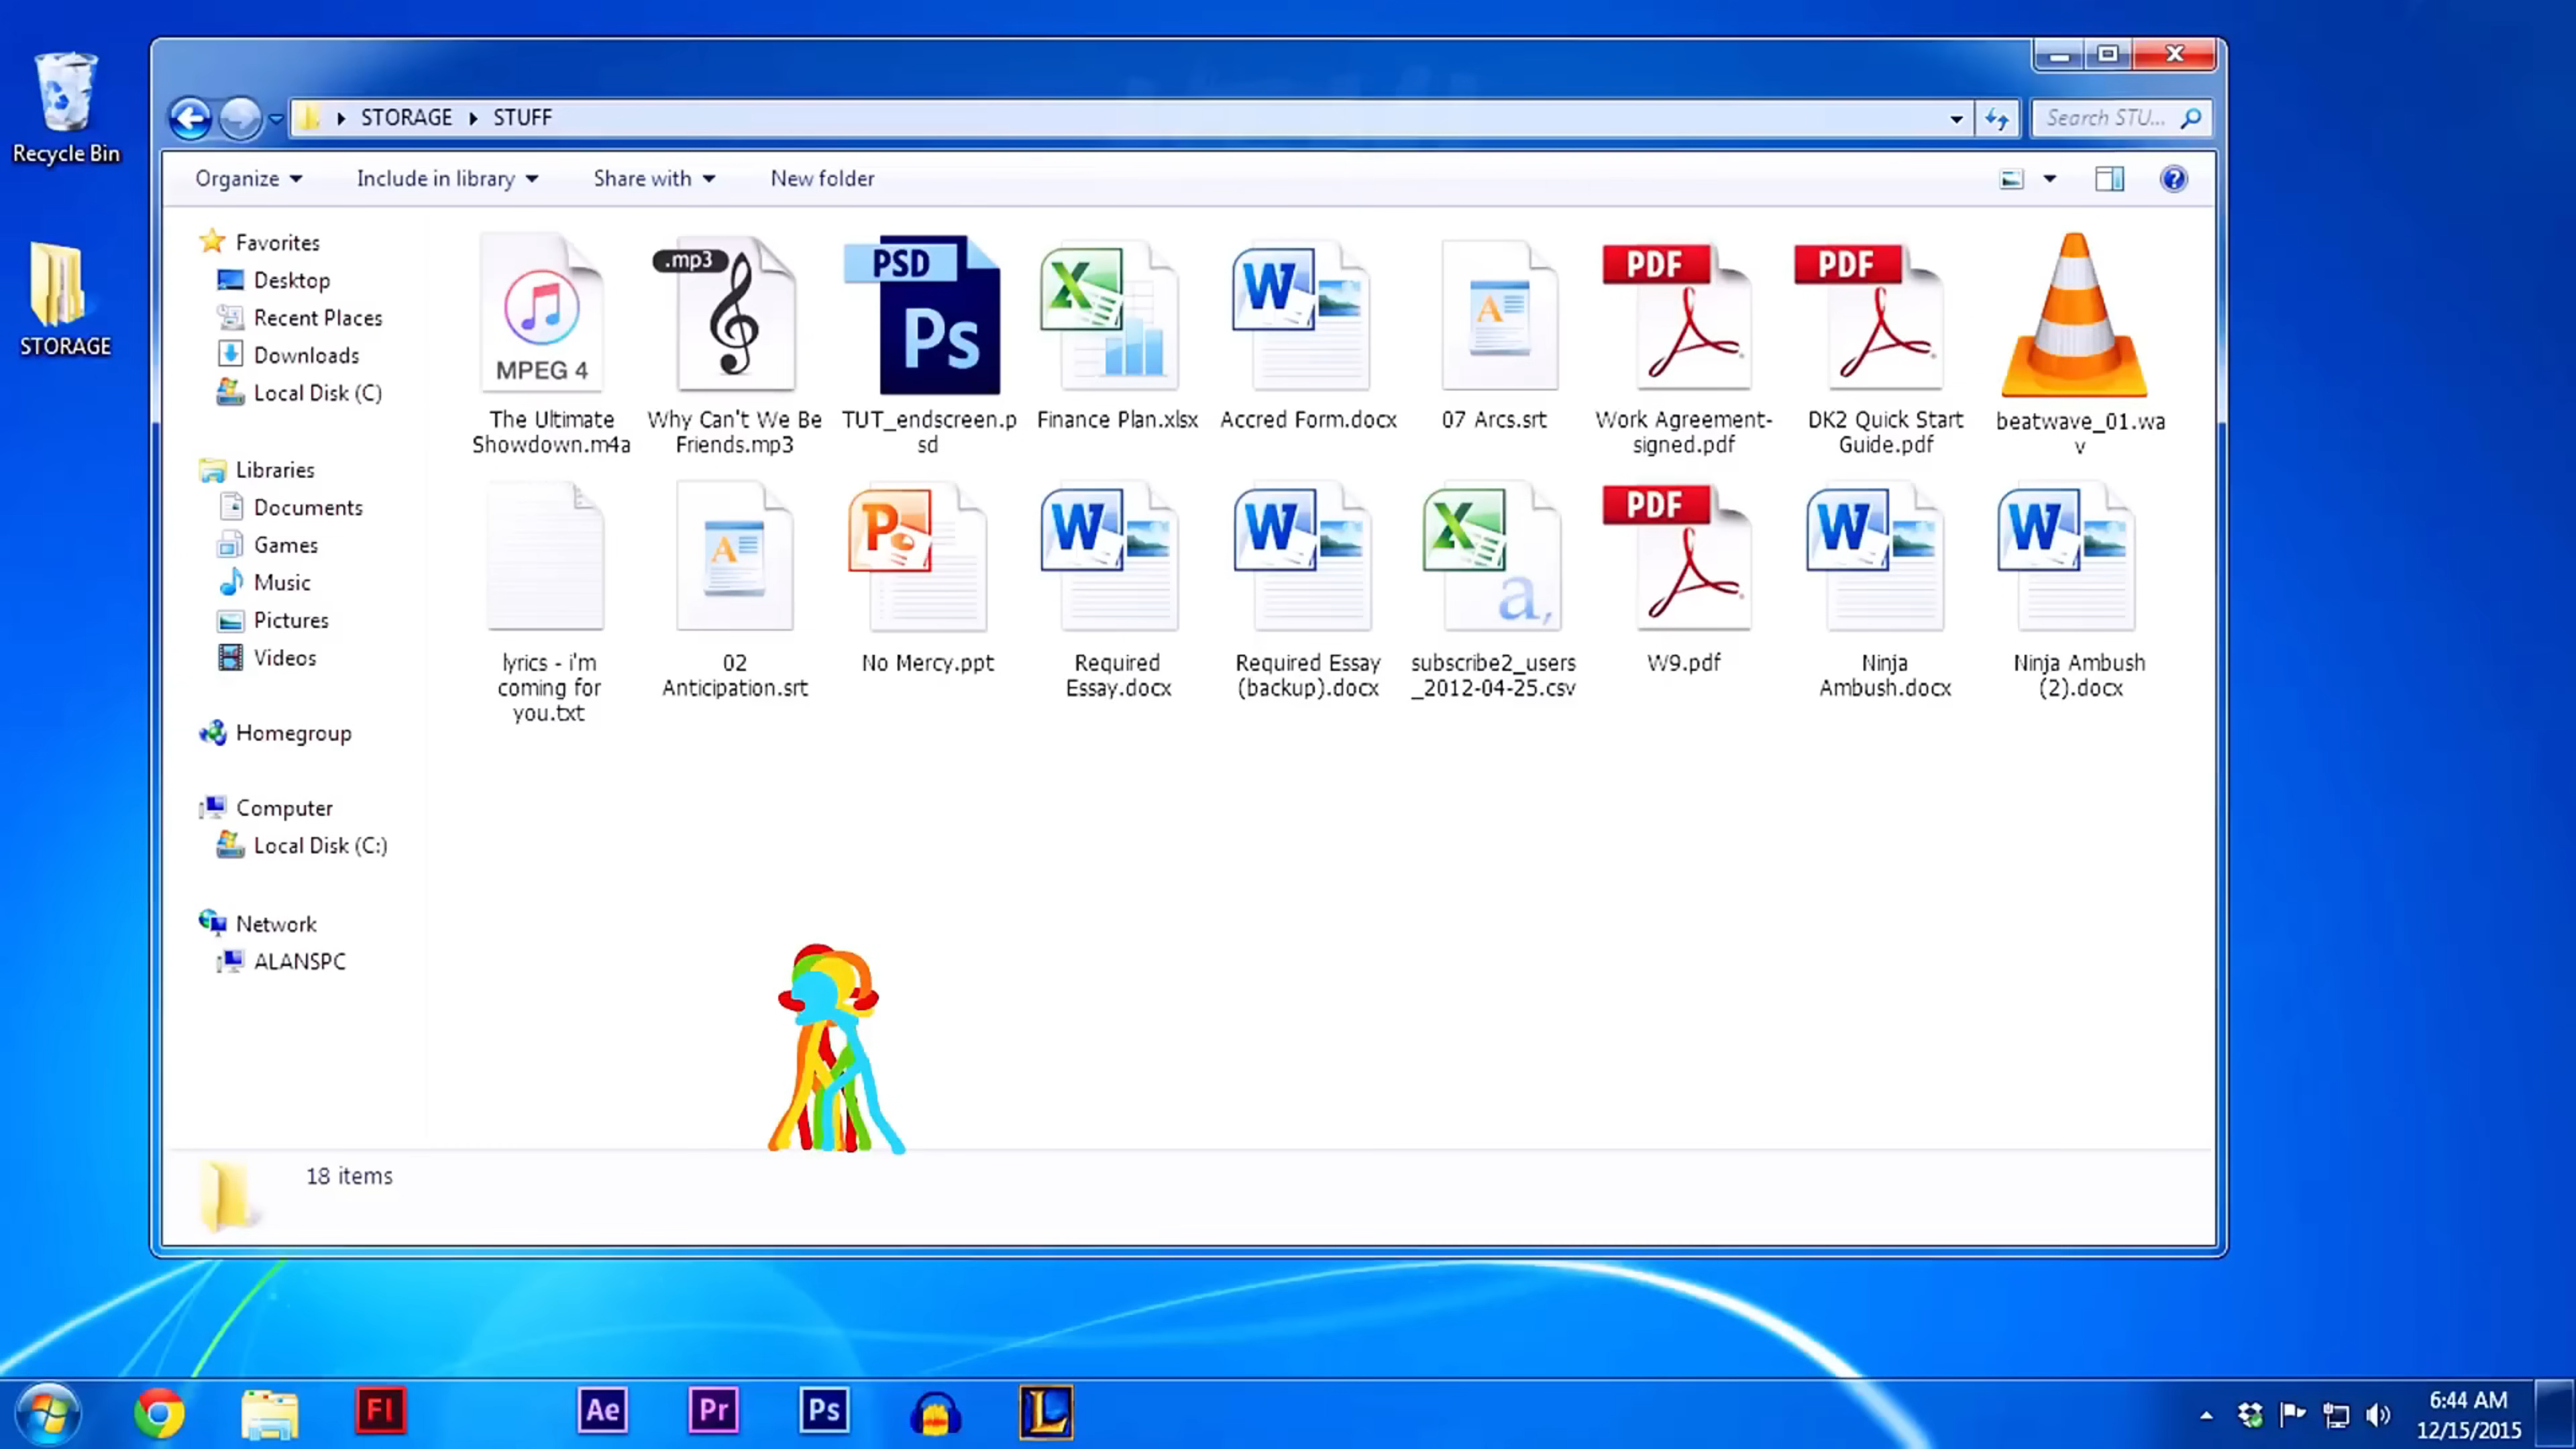 Recycle Bin
STORAGE
STORAGE
STUFF
Search STU...
Organize
Include in library
Share with
New folder
Favorites
Desktop
Recent Places
Downloads
Local Disk (C)
Libraries
Documents
Games
Music
Pictures
Videos
Homegroup
Computer
Local Disk (C:)
Network
ALANSPC
MPEG 4
The Ultimate
Showdown.m4a
.mp3
Why Can't We Be
Friends.mp3
PSD
Ps
TUT_endscreen.p
sd
X
Finance Plan.xlsx
W
Accred Form.docx
A
07 Arcs.srt
PDF
Work Agreement-
signed.pdf
PDF
DK2 Quick Start
Guide.pdf
beatwave_01.wa
v
lyrics - i'm
coming for
you.txt
A
02
Anticipation.srt
P
No Mercy.ppt
W
Required
Essay.docx
W
Required Essay
(backup).docx
X
a,
subscribe2_users
_2012-04-25.csv
PDF
W9.pdf
W
Ninja
Ambush.docx
W
Ninja Ambush
(2).docx
18 items
Fl
Ae
Pr
Ps
L
6:44 AM
12/15/2015